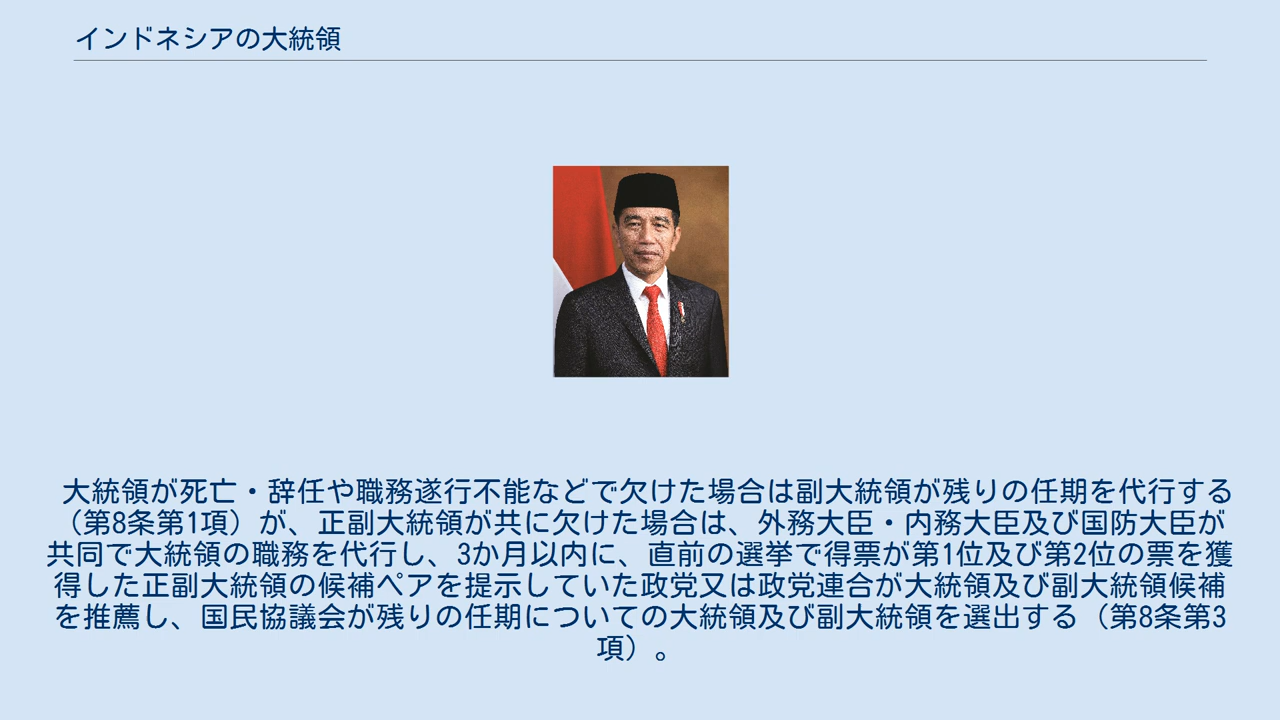 インドネシアの大統領
大統領が死亡・辞任や職務遂行不能などで欠けた場合は副大統領が残りの任期を代行する
（第8条第1項）が、正副大統領が共に欠けた場合は、外務大臣・内務大臣及び国防大臣が
共同で大統領の職務を代行し、3か月以内に、直前の選挙で得票が第1位及び第2位の票を獲
得した正副大統領の候補ペアを提示していた政党又は政党連合が大統領及び副大統領候補
を推薦し、国民協議会が残りの任期についての大統領及び副大統領を選出する（第8条第3
項）。